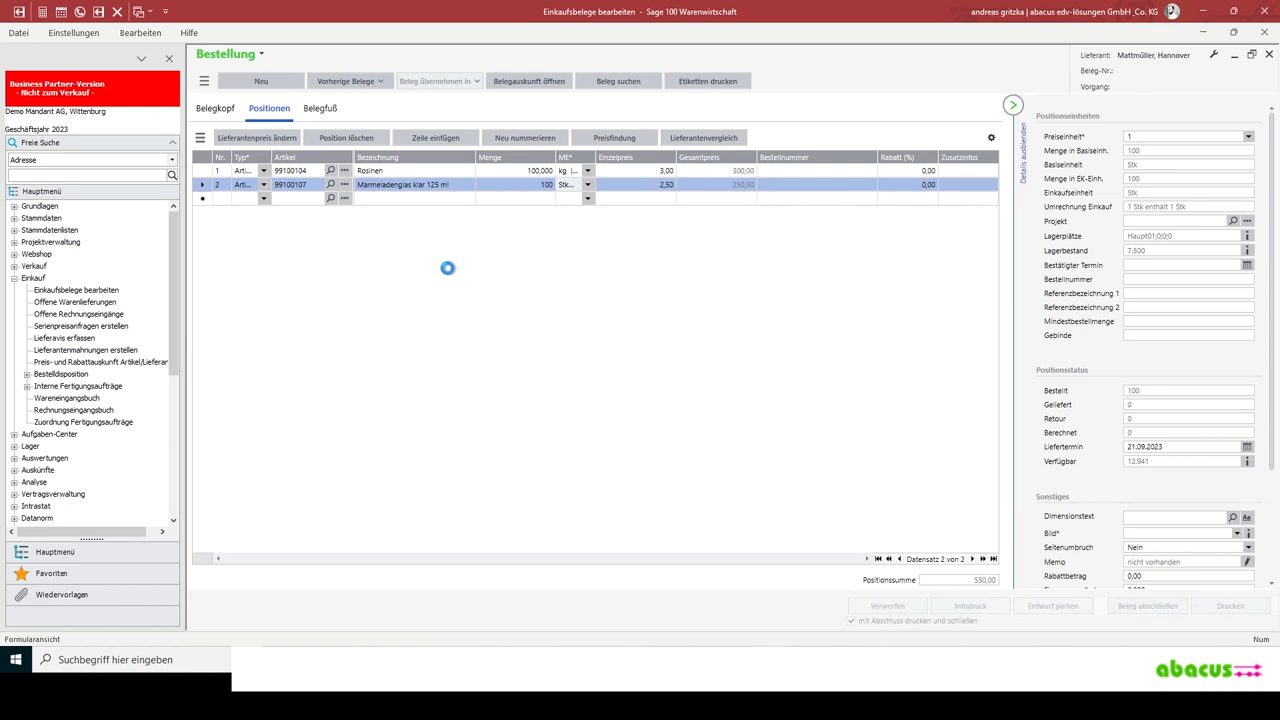 Einkaufsbelege bearbeiten - Sage 100 Warenwirtschaft
andreas gritzka | abacus edv-lösungen GmbH_Co. KG
Datei Einstellungen Bearbeiten Hilfe
Business Partner-Version
- Nicht zum Verkauf -
Demo Mandant AG, Wittenburg
Geschäftsjahr 2023
Freie Suche
Adresse
Hauptmenü
Grundlagen
Stammdaten
Stammdatenlisten
Projektverwaltung
Webshop
Verkauf
Einkauf
Einkaufsbelege bearbeiten
Offene Warenlieferungen
Offene Rechnungseingänge
Serienpreisanfragen erstellen
Lieferavis erfassen
Lieferantenmahnungen erstellen
Preis- und Rabattauskunft Artikel/Lieferan
Bestelldisposition
Interne Fertigungsaufträge
Wareneingangsbuch
Rechnungseingangsbuch
Zuordnung Fertigungsaufträge
Aufgaben-Center
Lager
Auswertungen
Auskünfte
Analyse
Vertragsverwaltung
Intrastat
Datanorm
Hauptmenü
Favoriten
Wiedervorlagen
Formularansicht
Bestellung
Neu Vorherige Belege Beleg übernehmen in Belegauskunft öffnen Beleg suchen Etiketten drucken
Belegkopf Positionen Belegfuß
Lieferantenpreis ändern Position löschen Zeile einfügen Neu nummerieren Preisfindung Lieferantenvergleich
Nr. Typ* Artikel Bezeichnung Menge ME* Einzelpreis Gesamtpreis Bestellnummer Rabatt (%) Zusatzinfos
1 Arti... 99100104 Rosinen 100,000 kg |... 3,00 300,00 0,00
2 Arti... 99100107 Marmeladenglas klar 125 ml 100 Stk... 2,50 250,00 0,00
Datensatz 2 von 2
Positionssumme 550,00
Verwerfen Infodruck Entwurf parken Beleg abschließen Drucken
mit Abschluss drucken und schließen
Lieferant: Mattmüller, Hannover
Beleg-Nr.:
Vorgang:
Details ausblenden
Positionseinheiten
Preiseinheit* 1
Menge in Basiseinh. 100
Basiseinheit Stk
Menge in EK-Einh. 100
Einkaufseinheit Stk
Umrechnung Einkauf 1 Stk enthält 1 Stk
Projekt
Lagerplätze Haupt01;0;0;0
Lagerbestand 7.500
Bestätigter Termin
Bestellnummer
Referenzbezeichnung 1
Referenzbezeichnung 2
Mindestbestellmenge
Gebinde
Positionsstatus
Bestellt 100
Geliefert 0
Retour 0
Berechnet 0
Liefertermin 21.09.2023
Verfügbar 12.941
Sonstiges
Dimensionstext Aa
Bild*
Seitenumbruch Nein
Memo nicht vorhanden
Rabattbetrag 0,00
Num
Suchbegriff hier eingeben
abacus